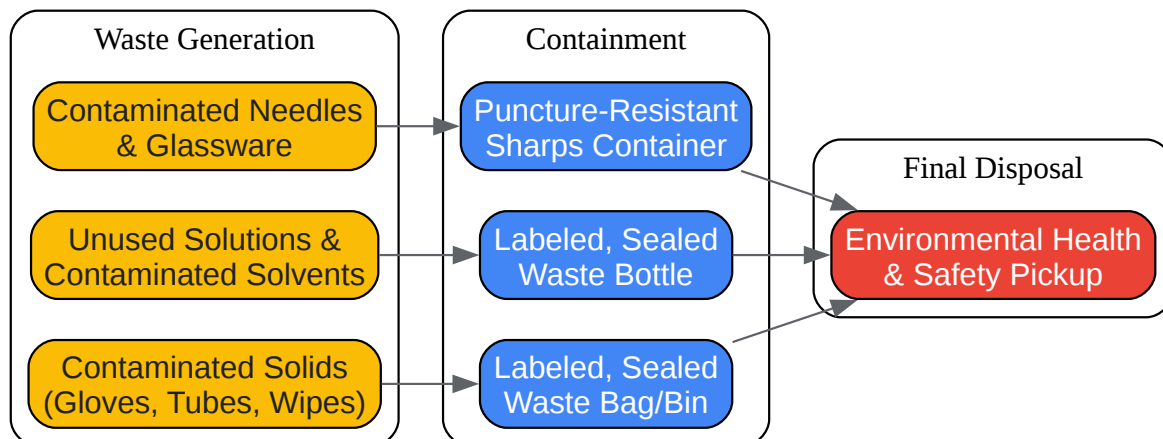 Waste Generation
Contaminated Needles
& Glassware
Unused Solutions &
Contaminated Solvents
Contaminated Solids
(Gloves, Tubes, Wipes)
Containment
Puncture-Resistant
Sharps Container
Labeled, Sealed
Waste Bottle
Labeled, Sealed
Waste Bag/Bin
Final Disposal
Environmental Health
& Safety Pickup